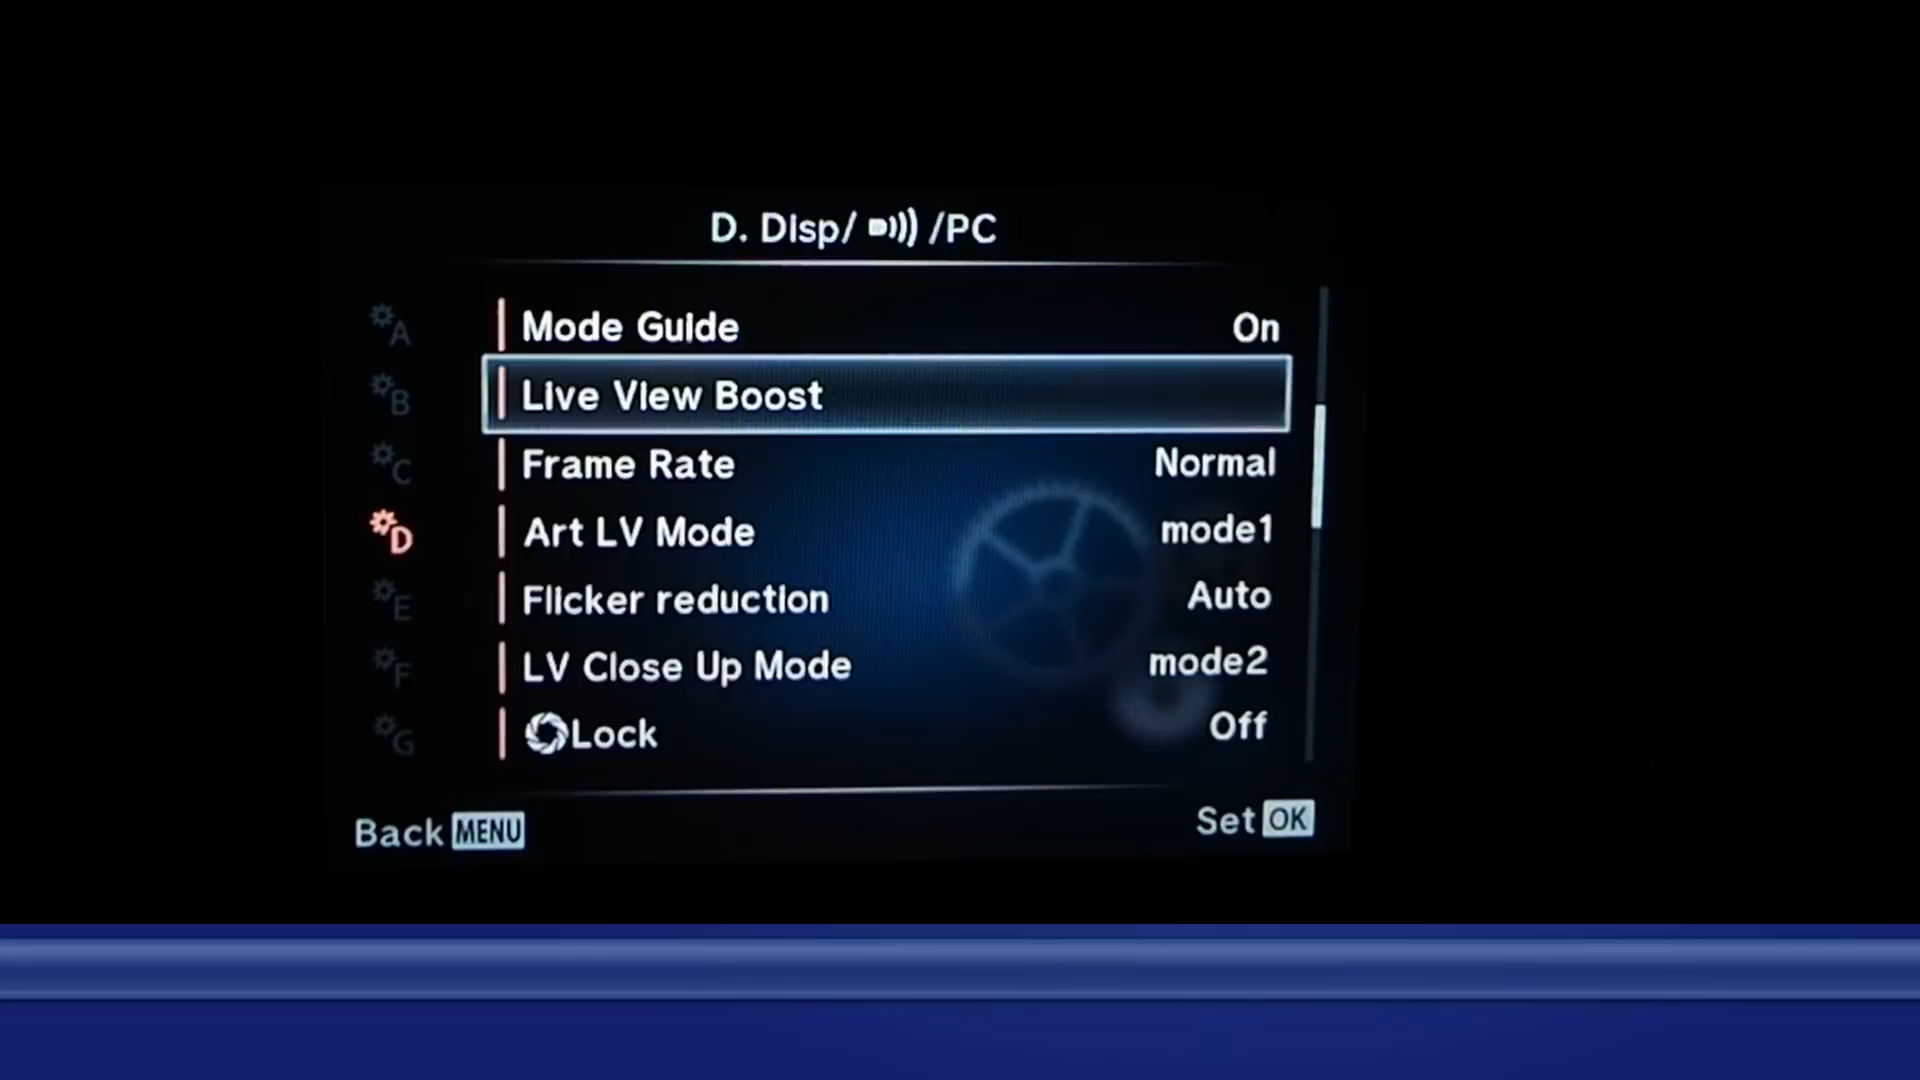 D. Disp/ /PC
A
Mode Guide On
B
Live View Boost
C
Frame Rate Normal
D
Art LV Mode mode1
E
Flicker reduction Auto
F
LV Close Up Mode mode2
G
Lock Off
Back MENU
Set OK